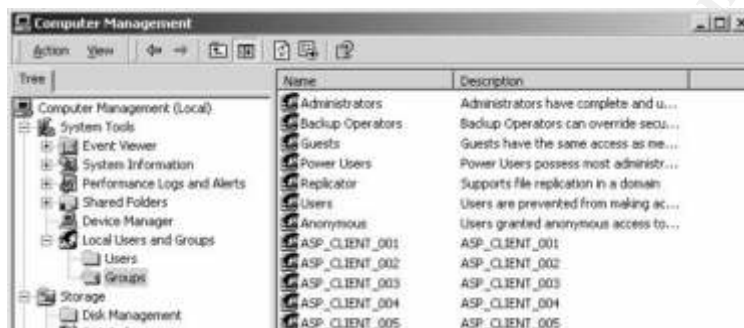 Computer Management
Action View
Tree
Name Description
Computer Management (Local)
System Tools
Event Viewer
System Information
Performance Logs and Alerts
Shared Folders
Device Manager
Local Users and Groups
Users
Groups
Storage
Disk Management
Administrators Administrators have complete and u...
Backup Operators Backup Operators can override secu...
Guests Guests have the same access as me...
Power Users Power Users possess most administr...
Replicator Supports file replication in a domain
Users Users are prevented from making ac...
Anonymous Users granted anonymous access to...
ASP_CLIENT_001 ASP_CLIENT_001
ASP_CLIENT_002 ASP_CLIENT_002
ASP_CLIENT_003 ASP_CLIENT_003
ASP_CLIENT_004 ASP_CLIENT_004
ASP_CLIENT_005 ASP_CLIENT_005